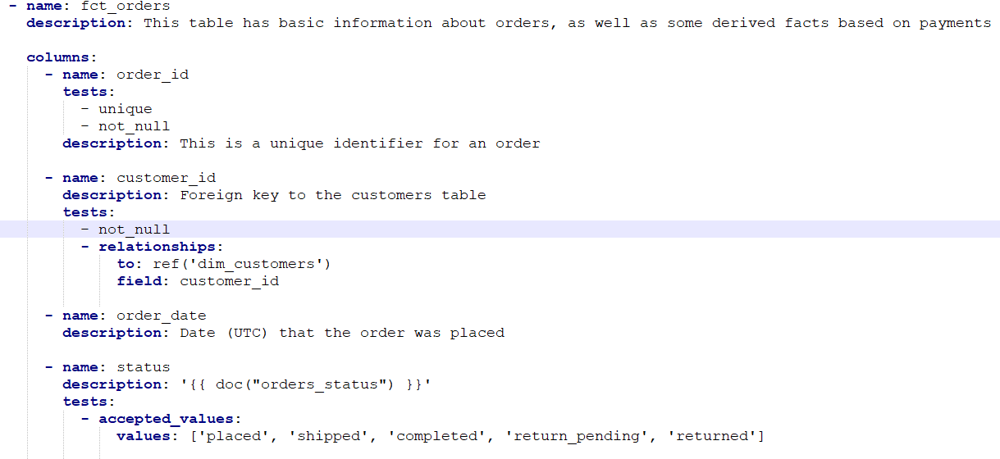 - name: fct_orders
  description: This table has basic information about orders, as well as some derived facts based on payments
  columns:
    - name: order_id
      tests:
        - unique
        - not_null
      description: This is a unique identifier for an order
    - name: customer_id
      description: Foreign key to the customers table
      tests:
        - not_null
        - relationships:
            to: ref('dim_customers')
            field: customer_id
    - name: order_date
      description: Date (UTC) that the order was placed
    - name: status
      description: '{{ doc("orders_status") }}'
      tests:
        - accepted_values:
            values: ['placed', 'shipped', 'completed', 'return_pending', 'returned']